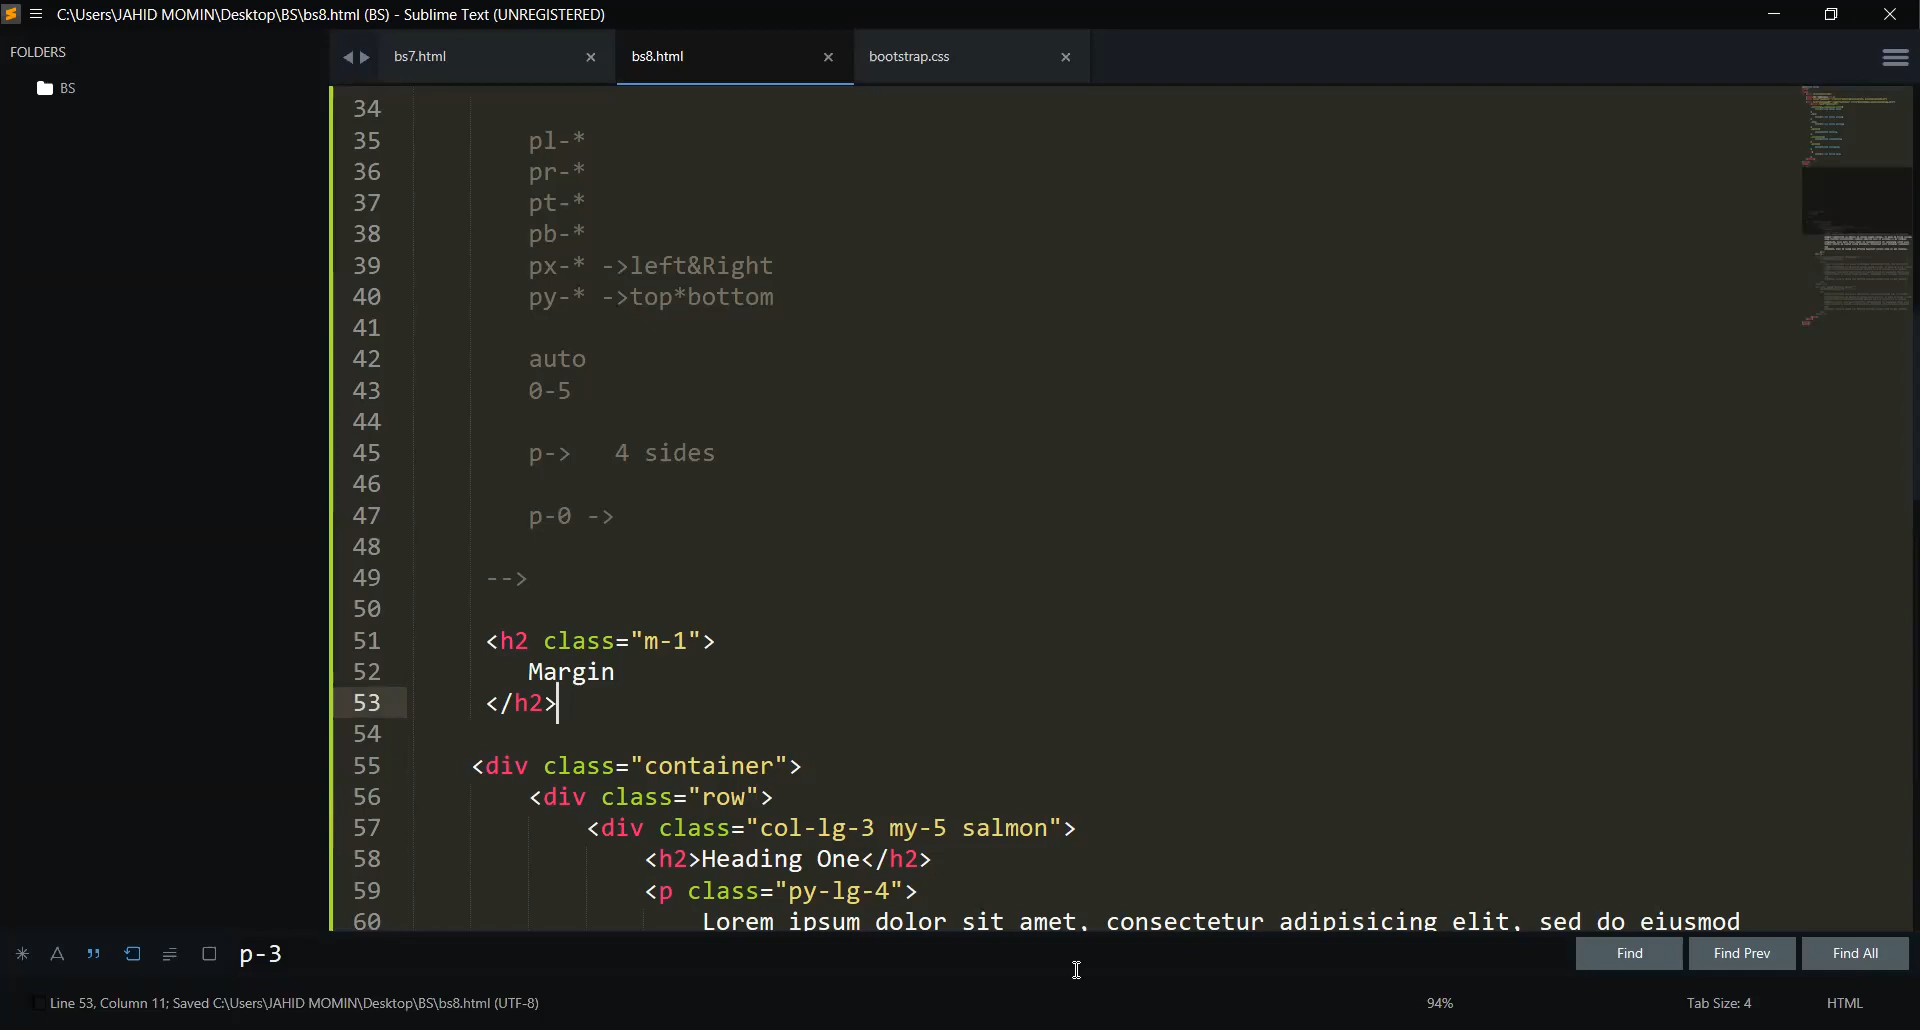 C:\Users\JAHID MOMIN\Desktop\BS\bs8.html (BS) - Sublime Text (UNREGISTERED)
FOLDERS
BS
bs7.html
bs8.html
bootstrap.css
34
35 pl-*
36 pr-*
37 pt-*
38 pb-*
39 px-* ->left&Right
40 py-* ->top*bottom
41
42 auto
43 0-5
44
45 p-> 4 sides
46
47 p-0 ->
48
49 -->
50
51 <h2 class="m-1">
52 Margin
53 </h2>
54
55 <div class="container">
56 <div class="row">
57 <div class="col-lg-3 my-5 salmon">
58 <h2>Heading One</h2>
59 <p class="py-lg-4">
60 Lorem ipsum dolor sit amet, consectetur adipisicing elit, sed do eiusmod
p-3
Find
Find Prev
Find All
Line 53, Column 11; Saved C:\Users\JAHID MOMIN\Desktop\BS\bs8.html (UTF-8)
94%
Tab Size: 4
HTML